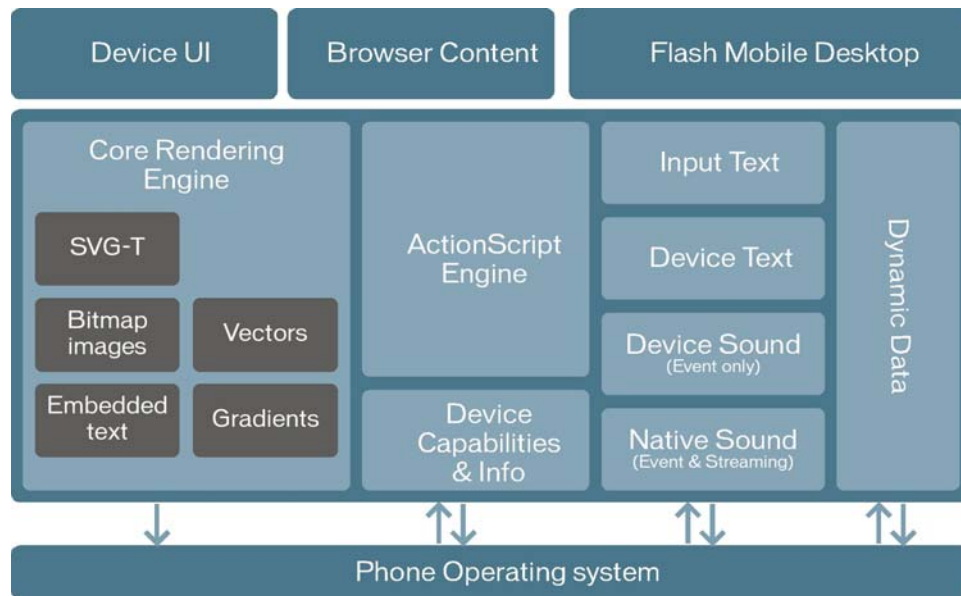 Device UI
Browser Content
Flash Mobile Desktop
Core Rendering
Engine
SVG-T
Bitmap
images
Vectors
Embedded
text
Gradients
ActionScript
Engine
Device
Capabilities
& Info
Input Text
Device Text
Device Sound
(Event only)
Native Sound
(Event & Streaming)
Dynamic Data
Phone Operating system